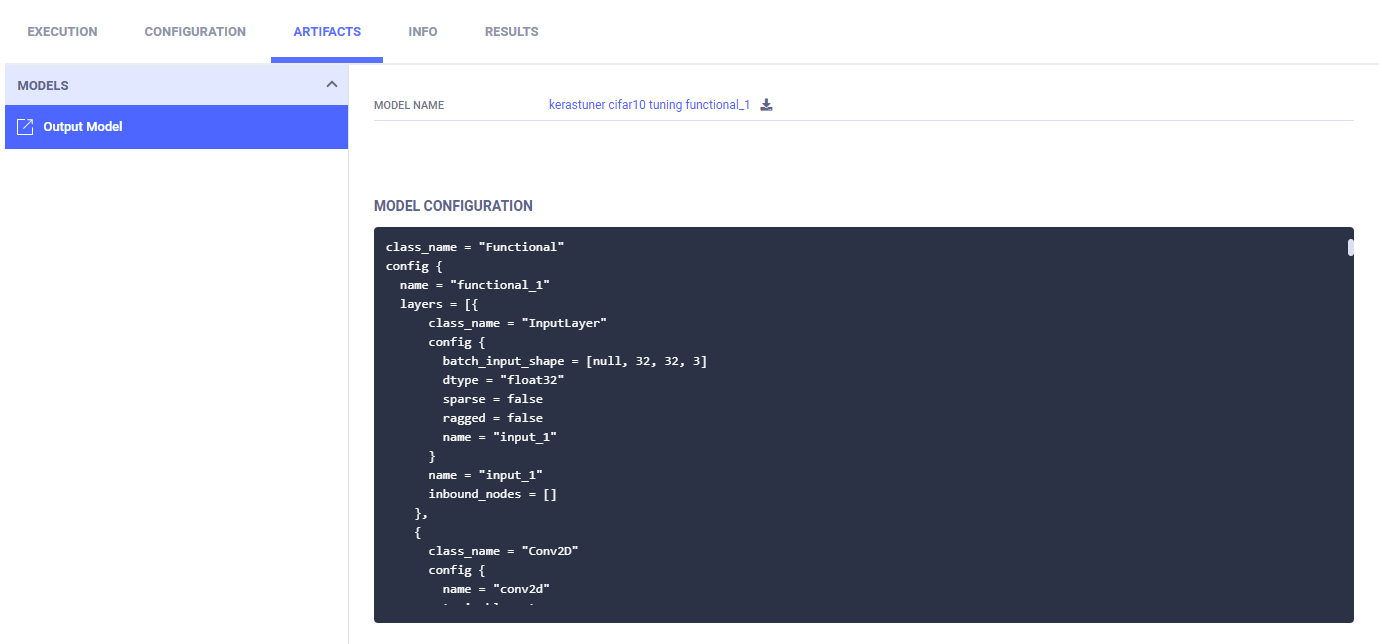 EXECUTION CONFIGURATION ARTIFACTS INFO RESULTS
MODELS
Output Model
MODEL NAME kerastuner cifar10 tuning functional_1
MODEL CONFIGURATION
class_name = "Functional"
config {
name = "functional_1"
layers = [{
class_name = "InputLayer"
config {
batch_input_shape = [null, 32, 32, 3]
dtype = "float32"
sparse = false
ragged = false
name = "input_1"
}
name = "input_1"
inbound_nodes = []
},
{
class_name = "Conv2D"
config {
name = "conv2d"